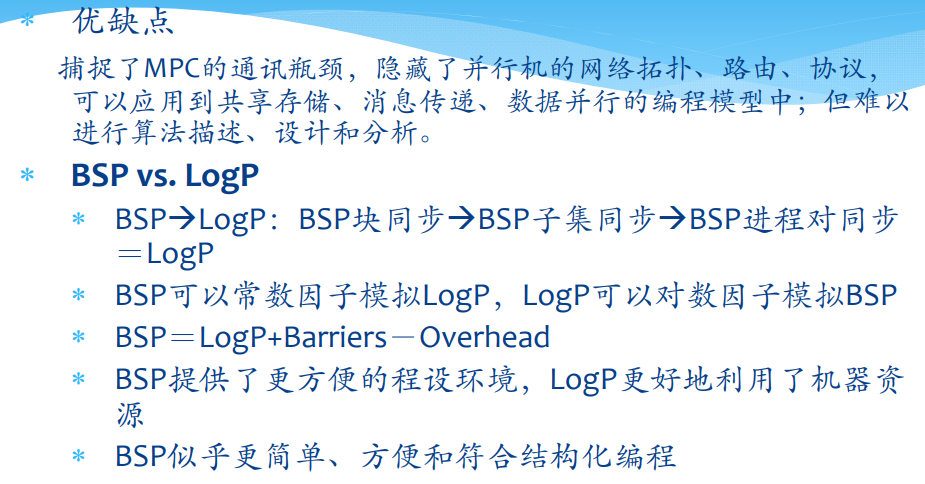 * 优缺点
捕捉了MPC的通讯瓶颈，隐藏了并行机的网络拓扑、路由、协议，
可以应用到共享存储、消息传递、数据并行的编程模型中；但难以
进行算法描述、设计和分析。
* BSP vs. LogP
* BSP→LogP：BSP块同步→BSP子集同步→BSP进程对同步
＝LogP
* BSP可以常数因子模拟LogP，LogP可以对数因子模拟BSP
* BSP＝LogP+Barriers－Overhead
* BSP提供了更方便的程设环境，LogP更好地利用了机器资
源
* BSP似乎更简单、方便和符合结构化编程